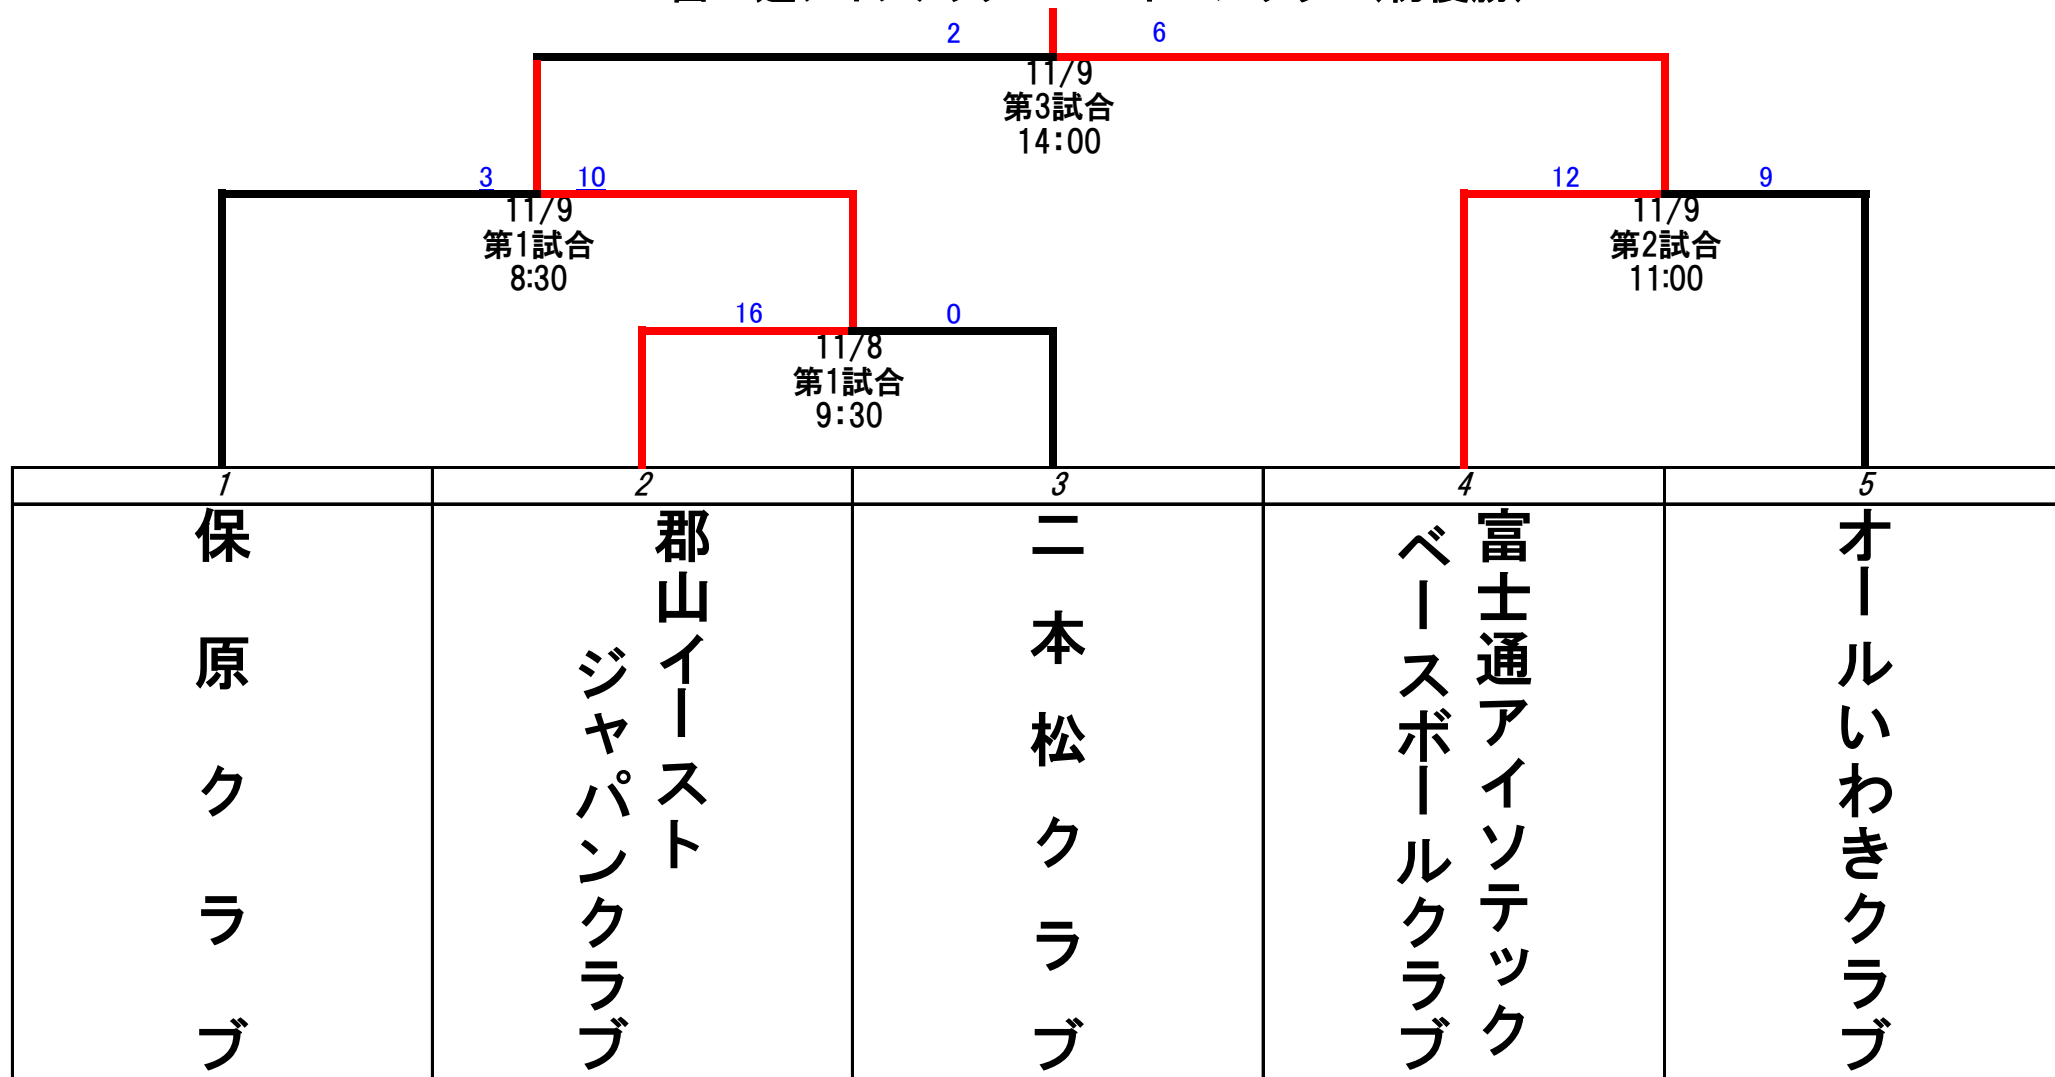 2 6
11/9
第3試合
14:00
3 10
11/9
第1試合
8:30
12 9
11/9
第2試合
11:00
16 0
11/8
第1試合
9:30
1 2 3 4 5
保原クラブ
郡山イースト
ジャパンクラブ
二本松クラブ
富士通アイソテック
ベースボールクラブ
オールいわきクラブ